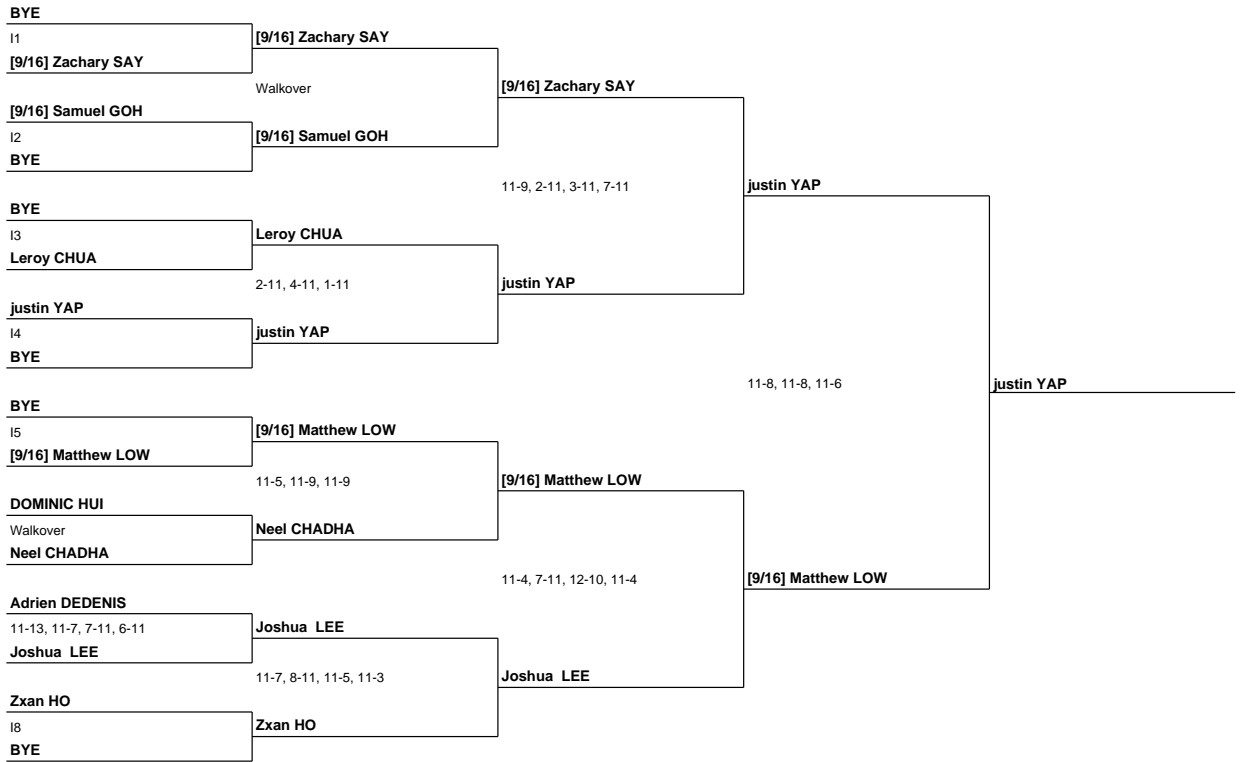 BYE
I1
[9/16] Zachary SAY
[9/16] Samuel GOH
I2
BYE
BYE
I3
Leroy CHUA
justin YAP
I4
BYE
BYE
I5
[9/16] Matthew LOW
DOMINIC HUI
Walkover
Neel CHADHA
Adrien DEDENIS
11-13, 11-7, 7-11, 6-11
Joshua  LEE
Zxan HO
I8
BYE
[9/16] Zachary SAY
Walkover
[9/16] Samuel GOH
Leroy CHUA
2-11, 4-11, 1-11
justin YAP
[9/16] Matthew LOW
11-5, 11-9, 11-9
Neel CHADHA
Joshua  LEE
11-7, 8-11, 11-5, 11-3
Zxan HO
[9/16] Zachary SAY
11-9, 2-11, 3-11, 7-11
justin YAP
[9/16] Matthew LOW
11-4, 7-11, 12-10, 11-4
Joshua  LEE
justin YAP
11-8, 11-8, 11-6
[9/16] Matthew LOW
justin YAP